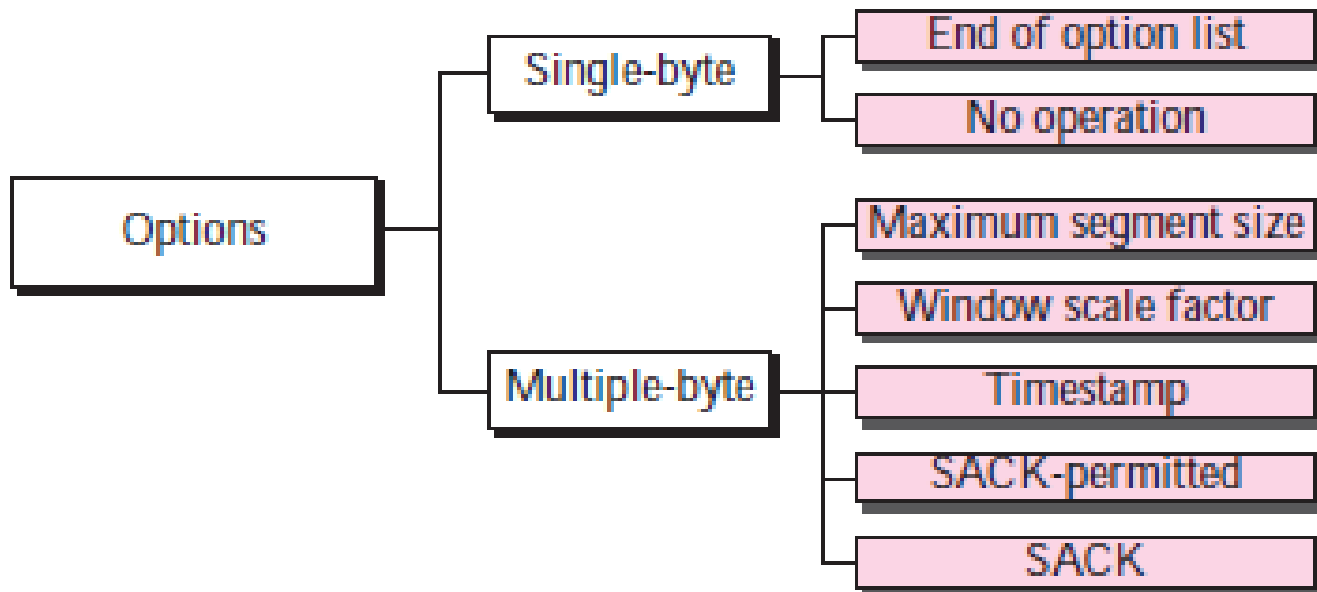 Options
Single-byte
End of option list
No operation
Multiple-byte
Maximum segment size
Window scale factor
Timestamp
SACK-permitted
SACK